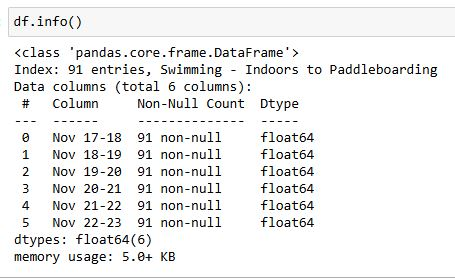 df.info()
<class 'pandas.core.frame.DataFrame'>
Index: 91 entries, Swimming - Indoors to Paddleboarding
Data columns (total 6 columns):
 #   Column     Non-Null Count  Dtype
---  ------     --------------  -----
 0   Nov 17-18  91 non-null     float64
 1   Nov 18-19  91 non-null     float64
 2   Nov 19-20  91 non-null     float64
 3   Nov 20-21  91 non-null     float64
 4   Nov 21-22  91 non-null     float64
 5   Nov 22-23  91 non-null     float64
dtypes: float64(6)
memory usage: 5.0+ KB